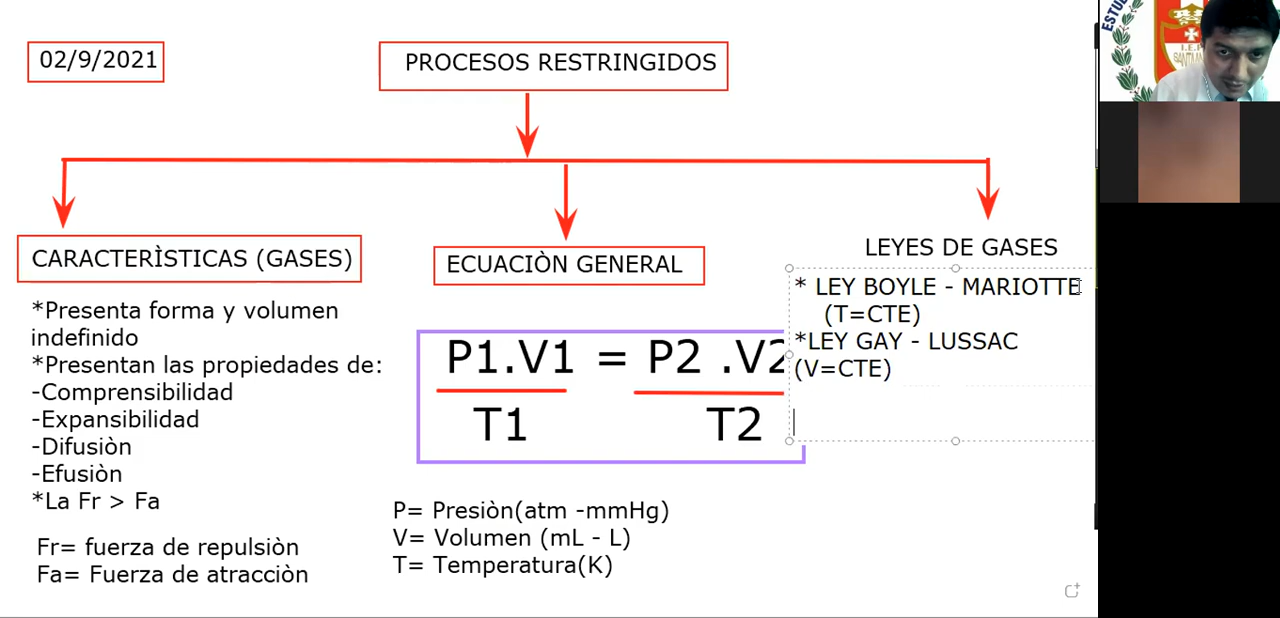 02/9/2021
PROCESOS RESTRINGIDOS
CARACTERÌSTICAS (GASES)
*Presenta forma y volumen
indefinido
*Presentan las propiedades de:
-Comprensibilidad
-Expansibilidad
-Difusiòn
-Efusiòn
*La Fr > Fa
Fr= fuerza de repulsiòn
Fa= Fuerza de atracciòn
ECUACIÒN GENERAL
P1.V1 = P2 .V2
T1 T2
P= Presiòn(atm -mmHg)
V= Volumen (mL - L)
T= Temperatura(K)
LEYES DE GASES
* LEY BOYLE - MARIOTTE
(T=CTE)
*LEY GAY - LUSSAC
(V=CTE)
I.E.P